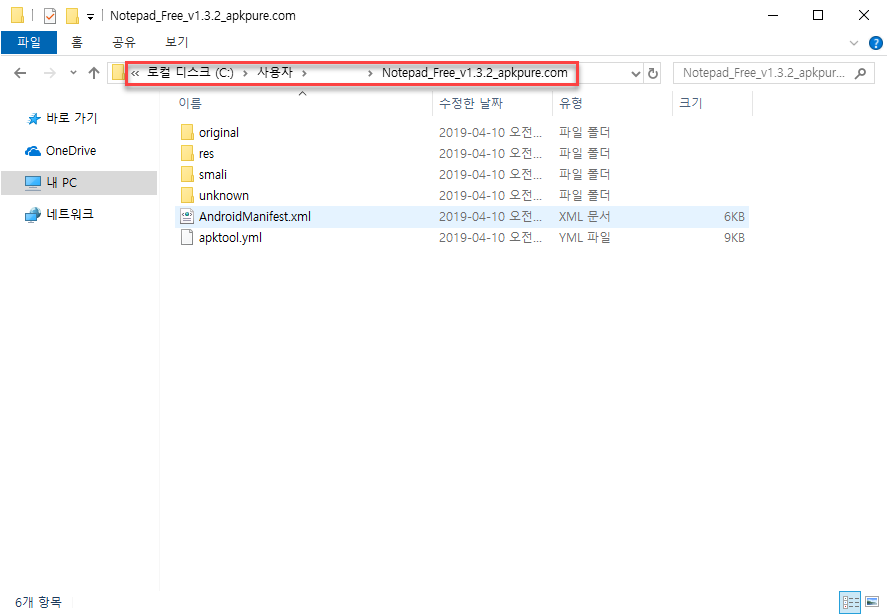 Notepad_Free_v1.3.2_apkpure.com
파일 홈 공유 보기
« 로컬 디스크 (C:) > 사용자 > > Notepad_Free_v1.3.2_apkpure.com Notepad_Free_v1.3.2_apkpur...
이름 수정한 날짜 유형 크기
바로 가기
OneDrive
내 PC
네트워크
original 2019-04-10 오전... 파일 폴더
res 2019-04-10 오전... 파일 폴더
smali 2019-04-10 오전... 파일 폴더
unknown 2019-04-10 오전... 파일 폴더
AndroidManifest.xml 2019-04-10 오전... XML 문서 6KB
apktool.yml 2019-04-10 오전... YML 파일 9KB
6개 항목